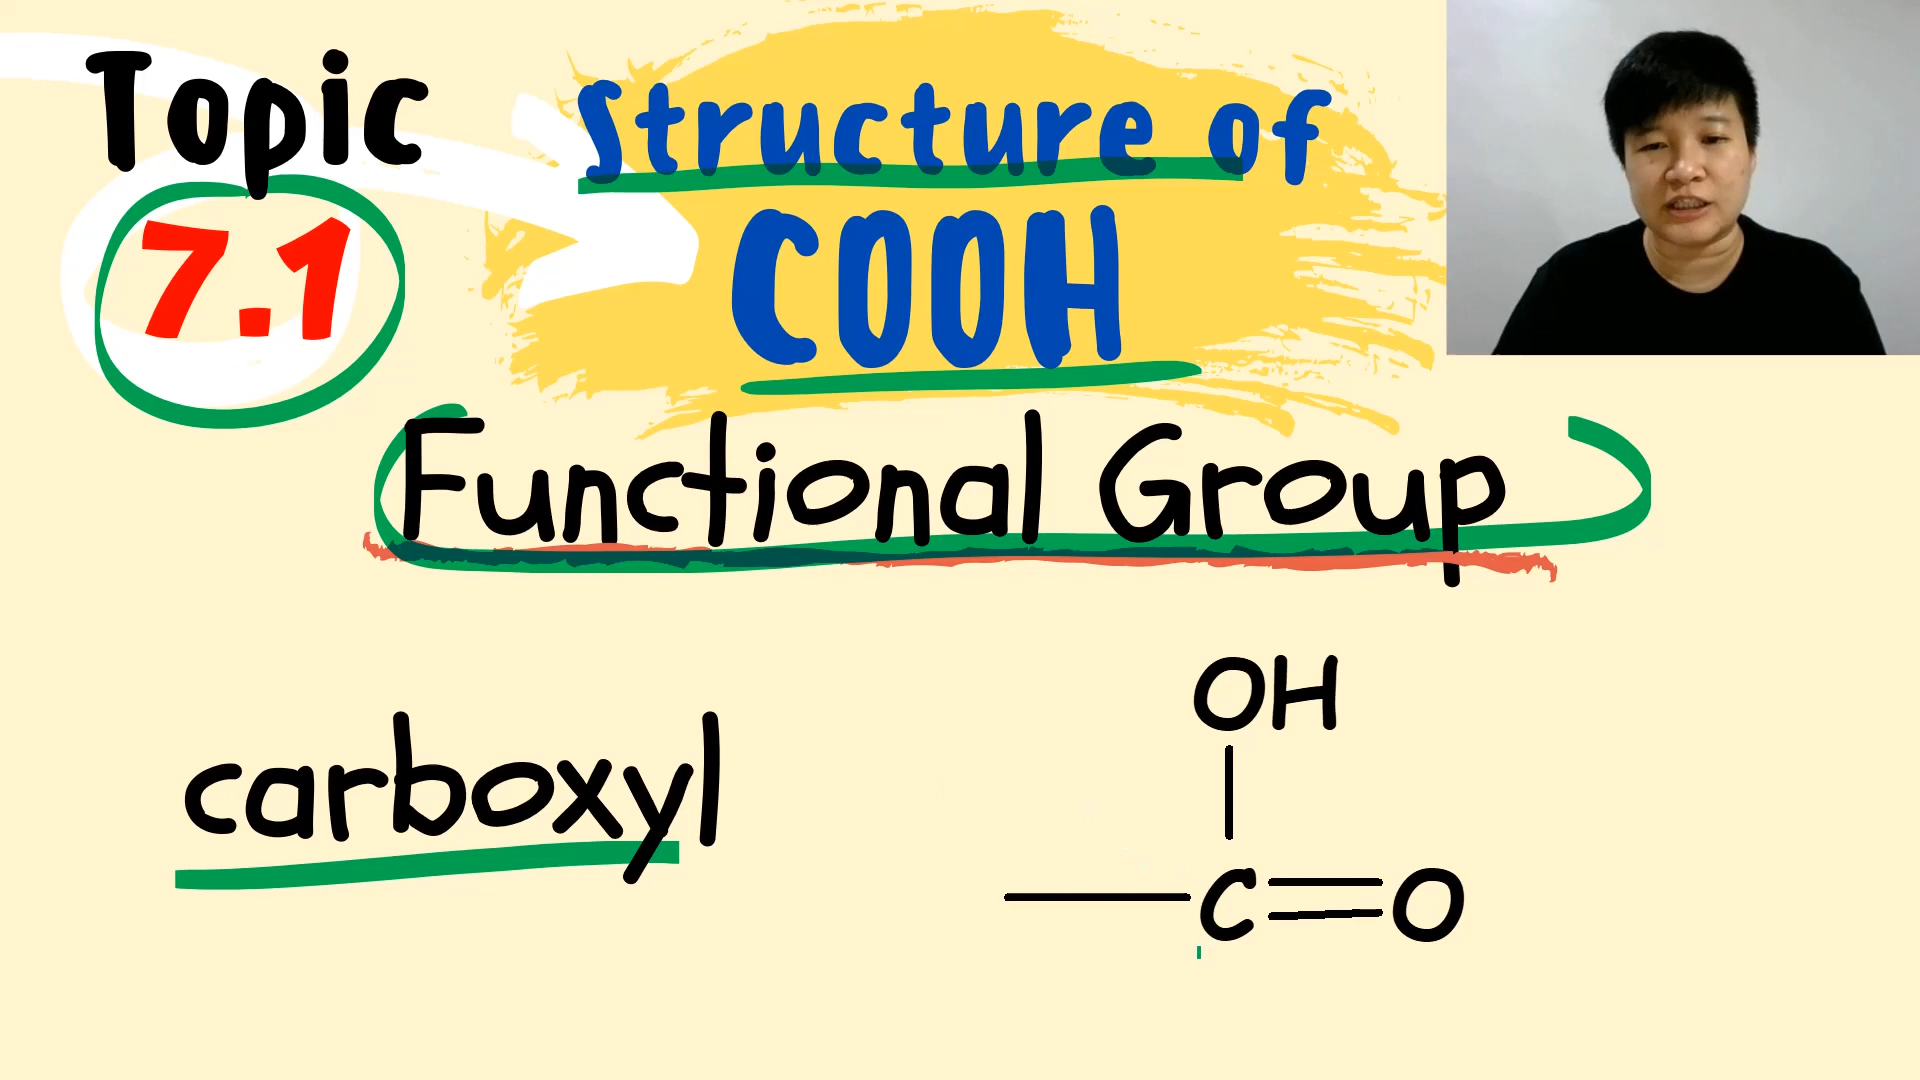 Topic
7.1
Structure of
COOH
Functional Group
carboxyl
OH
C=O